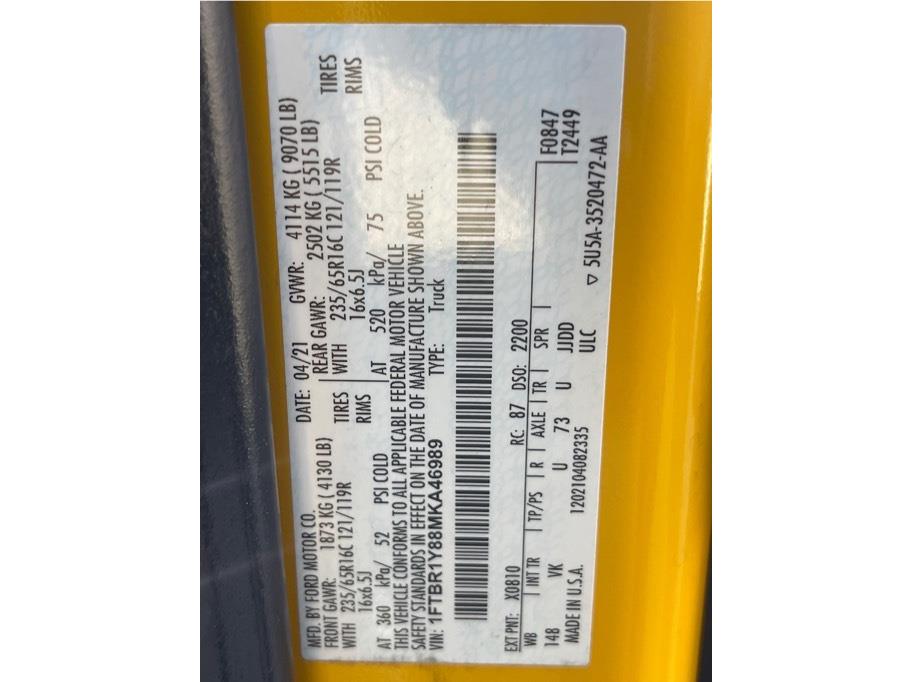 MFD. BY FORD MOTOR CO. DATE: 04/21 GVWR: 4114 KG ( 9070 LB)
FRONT GAWR: 1873 KG ( 4130 LB) REAR GAWR: 2502 KG ( 5515 LB)
WITH 235/65R16C 121/119R TIRES WITH 235/65R16C 121/119R TIRES
16x6.5J RIMS 16x6.5J RIMS
AT 360 kPa/ 52 PSI COLD AT 520 kPa/ 75 PSI COLD
THIS VEHICLE CONFORMS TO ALL APPLICABLE FEDERAL MOTOR VEHICLE
SAFETY STANDARDS IN EFFECT ON THE DATE OF MANUFACTURE SHOWN ABOVE.
VIN: 1FTBR1Y88MKA46989 TYPE: Truck
EXT PNT: X0810 RC: 87 DSO: 2200 F0847
WB INT TR TP/PS R AXLE TR SPR T2449
148 VK U 73 U JJDD
MADE IN U.S.A. 1202104082335 ULC ▽ 5U5A-3520472-AA